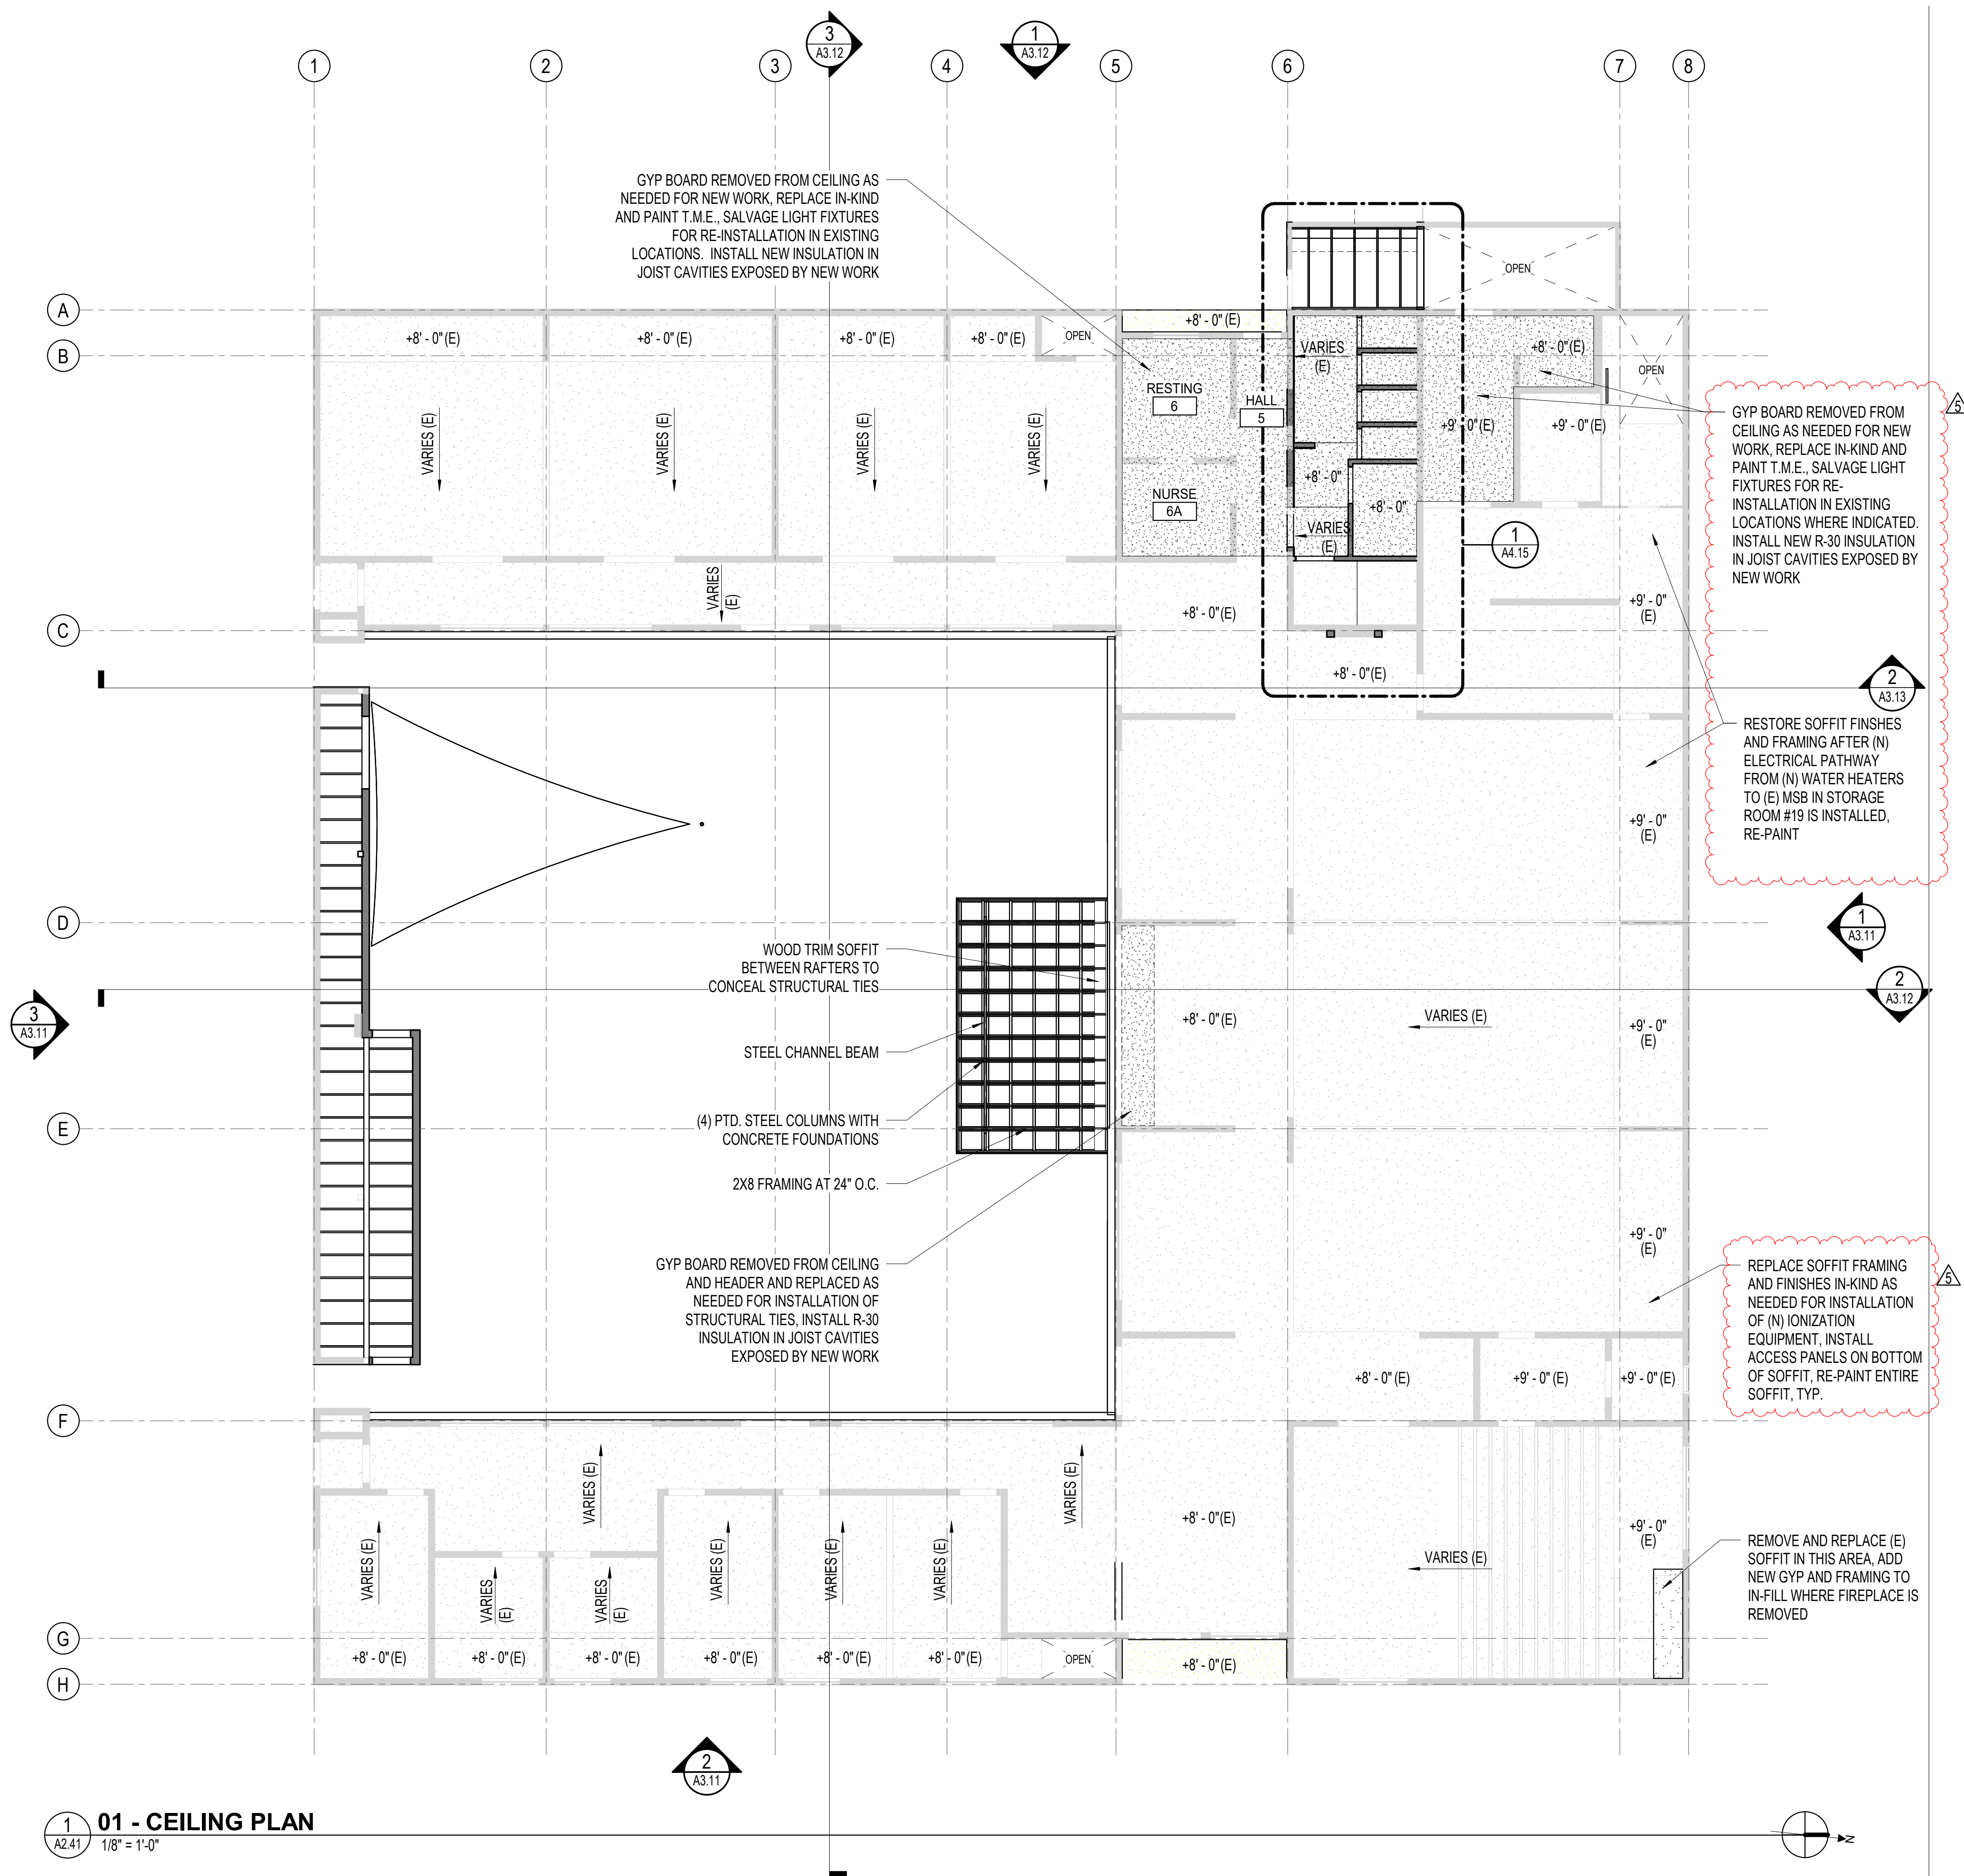 3
A3.12
1
A3.12
1
2
3
4
5
6
7
8
GYP BOARD REMOVED FROM CEILING AS
NEEDED FOR NEW WORK, REPLACE IN-KIND
AND PAINT T.M.E., SALVAGE LIGHT FIXTURES
FOR RE-INSTALLATION IN EXISTING
LOCATIONS.  INSTALL NEW INSULATION IN
JOIST CAVITIES EXPOSED BY NEW WORK
OPEN
A
+8' - 0" (E)
+8' - 0" (E)
+8' - 0" (E)
+8' - 0" (E)
OPEN
+8' - 0" (E)
VARIES
(E)
+8' - 0" (E)
OPEN
B
RESTING
6
HALL
5
+9' - 0" (E)
+9' - 0" (E)
VARIES (E)
VARIES (E)
VARIES (E)
VARIES (E)
NURSE
6A
+8' - 0"
+8' - 0"
VARIES
(E)
1
A4.15
GYP BOARD REMOVED FROM
CEILING AS NEEDED FOR NEW
WORK, REPLACE IN-KIND AND
PAINT T.M.E., SALVAGE LIGHT
FIXTURES FOR RE-
INSTALLATION IN EXISTING
LOCATIONS WHERE INDICATED.
INSTALL NEW R-30 INSULATION
IN JOIST CAVITIES EXPOSED BY
NEW WORK
5
VARIES
(E)
+8' - 0" (E)
+9' - 0"
(E)
C
+8' - 0" (E)
2
A3.13
RESTORE SOFFIT FINSHES
AND FRAMING AFTER (N)
ELECTRICAL PATHWAY
FROM (N) WATER HEATERS
TO (E) MSB IN STORAGE
ROOM #19 IS INSTALLED,
RE-PAINT
+9' - 0"
(E)
D
1
A3.11
WOOD TRIM SOFFIT
BETWEEN RAFTERS TO
CONCEAL STRUCTURAL TIES
2
A3.12
3
A3.11
+8' - 0" (E)
VARIES (E)
+9' - 0"
(E)
STEEL CHANNEL BEAM
E
(4) PTD. STEEL COLUMNS WITH
CONCRETE FOUNDATIONS
2X8 FRAMING AT 24" O.C.
+9' - 0"
(E)
GYP BOARD REMOVED FROM CEILING
AND HEADER AND REPLACED AS
NEEDED FOR INSTALLATION OF
STRUCTURAL TIES, INSTALL R-30
INSULATION IN JOIST CAVITIES
EXPOSED BY NEW WORK
REPLACE SOFFIT FRAMING
AND FINISHES IN-KIND AS
NEEDED FOR INSTALLATION
OF (N) IONIZATION
EQUIPMENT, INSTALL
ACCESS PANELS ON BOTTOM
OF SOFFIT, RE-PAINT ENTIRE
SOFFIT, TYP.
5
+8' - 0" (E)
+9' - 0" (E)
+9' - 0" (E)
F
VARIES (E)
VARIES (E)
+8' - 0" (E)
+9' - 0"
(E)
VARIES (E)
VARIES (E)
VARIES
(E)
VARIES
(E)
VARIES (E)
VARIES (E)
VARIES (E)
REMOVE AND REPLACE (E)
SOFFIT IN THIS AREA, ADD
NEW GYP AND FRAMING TO
IN-FILL WHERE FIREPLACE IS
REMOVED
G
+8' - 0" (E)
+8' - 0" (E)
+8' - 0" (E)
+8' - 0" (E)
+8' - 0" (E)
+8' - 0" (E)
OPEN
+8' - 0" (E)
H
2
A3.11
1
A2.41
01 - CEILING PLAN
1/8" = 1'-0"
N